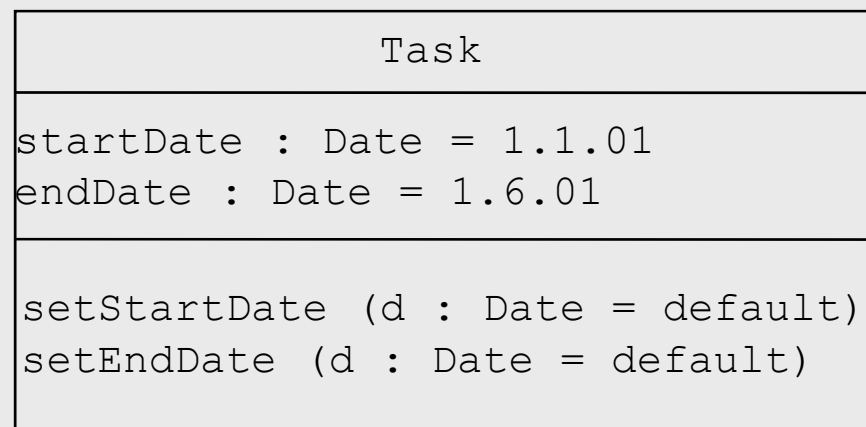 Task
startDate : Date = 1.1.01
endDate : Date = 1.6.01
setStartDate (d : Date = default)
setEndDate (d : Date = default)